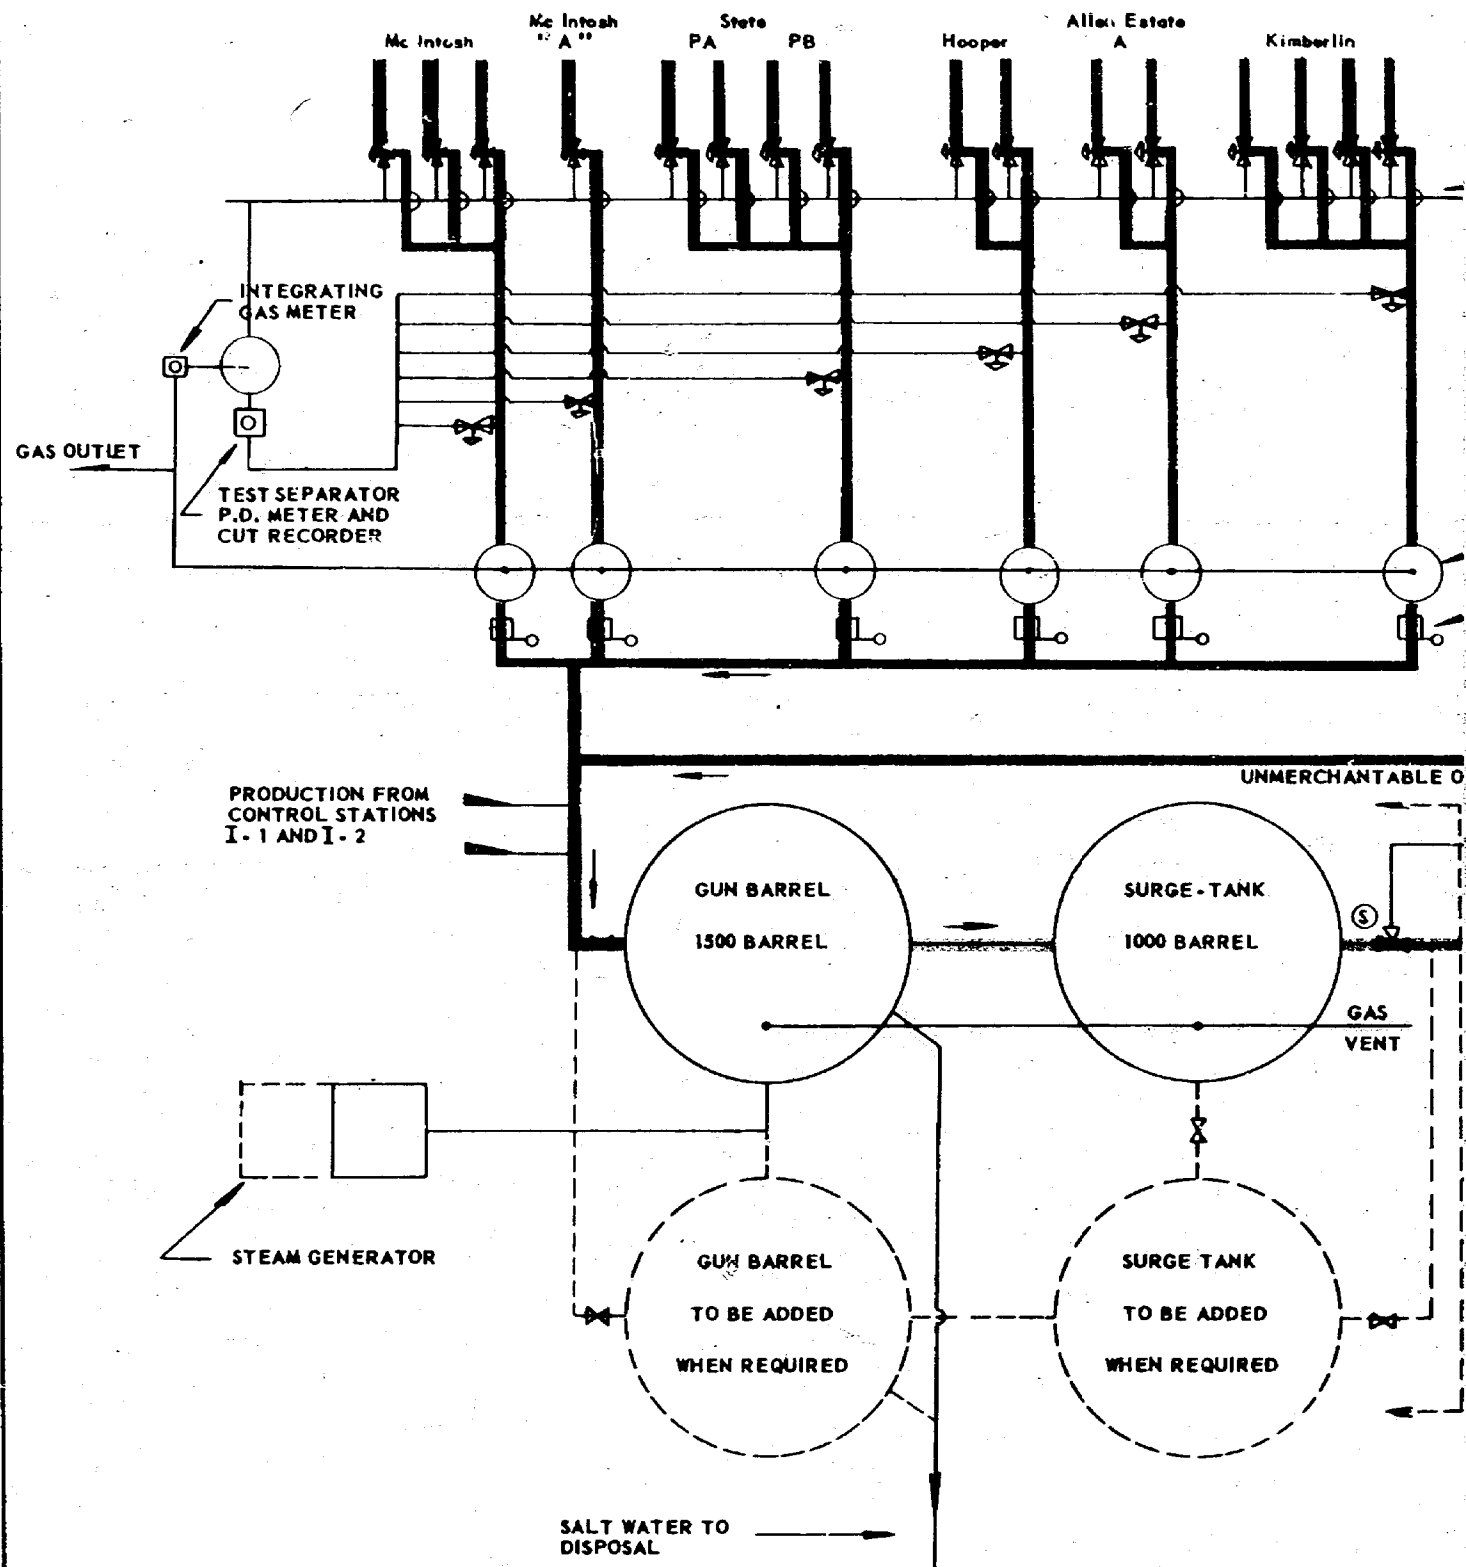 Mc Intosh
Mc Intosh
"A"
State
PA PB
Hooper
Allen Estate
A
Kimberlin
INTEGRATING
GAS METER
GAS OUTLET
TEST SEPARATOR
P.D. METER AND
CUT RECORDER
UNMERCHANTABLE O
PRODUCTION FROM
CONTROL STATIONS
I-1 AND I-2
GUN BARREL
1500 BARREL
SURGE-TANK
1000 BARREL
S
GAS
VENT
STEAM GENERATOR
GUN BARREL
TO BE ADDED
WHEN REQUIRED
SURGE TANK
TO BE ADDED
WHEN REQUIRED
SALT WATER TO
DISPOSAL